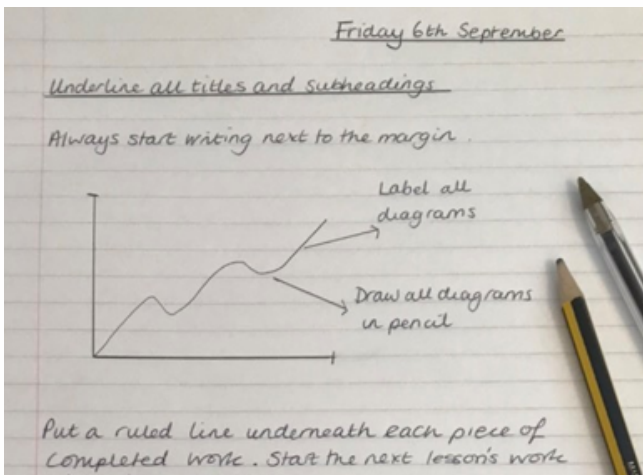 Friday 6th September
Underline all titles and subheadings
Always start writing next to the margin.
Label all
diagrams
Draw all diagrams
in pencil
Put a ruled line underneath each piece of
completed work. Start the next lesson's work